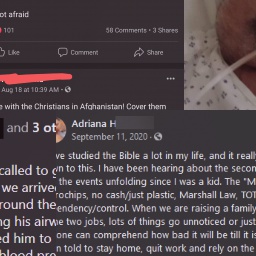 ot afraid
101
58 Comments • 3 Shares
Like
Comment
Share
Aug 18 at 10:39 AM
e with the Christians in Afghanistan! Cover them
and 3 ot
Adriana H
September 11, 2020
called to g
we arrive
round the
ng his airw
ed him to
blood pre
ve studied the Bible a lot in my life, and it really
n to this. I have been hearing about the secon
the events unfolding since I was a kid. The "M
rochips, no cash/just plastic, Marshall Law, TOT
endency/control. When we are raising a family
e two jobs, lots of things go unnoticed or just
one can comprehend how bad it will be till it is
n told to stay home, quit work and rely on the